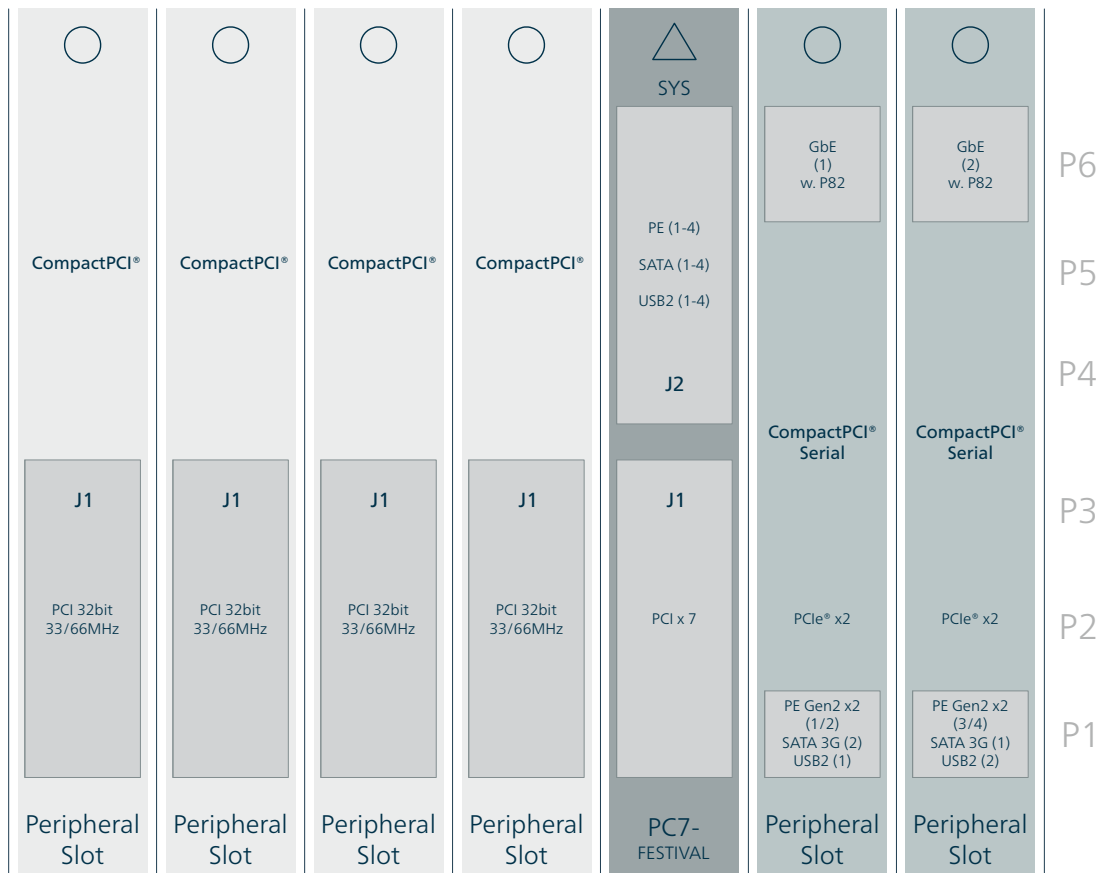 SYS
GbE
(1)
w. P82
GbE
(2)
w. P82
P6
PE (1-4)
SATA (1-4)
USB2 (1-4)
CompactPCI®
CompactPCI®
CompactPCI®
CompactPCI®
P5
J2
P4
CompactPCI®
Serial
CompactPCI®
Serial
J1
J1
J1
J1
J1
P3
PCI 32bit
33/66MHz
PCI 32bit
33/66MHz
PCI 32bit
33/66MHz
PCI 32bit
33/66MHz
PCI x 7
PCIe® x2
PCIe® x2
P2
PE Gen2 x2
(1/2)
SATA 3G (2)
USB2 (1)
PE Gen2 x2
(3/4)
SATA 3G (1)
USB2 (2)
P1
Peripheral
Slot
Peripheral
Slot
Peripheral
Slot
Peripheral
Slot
PC7-
FESTIVAL
Peripheral
Slot
Peripheral
Slot